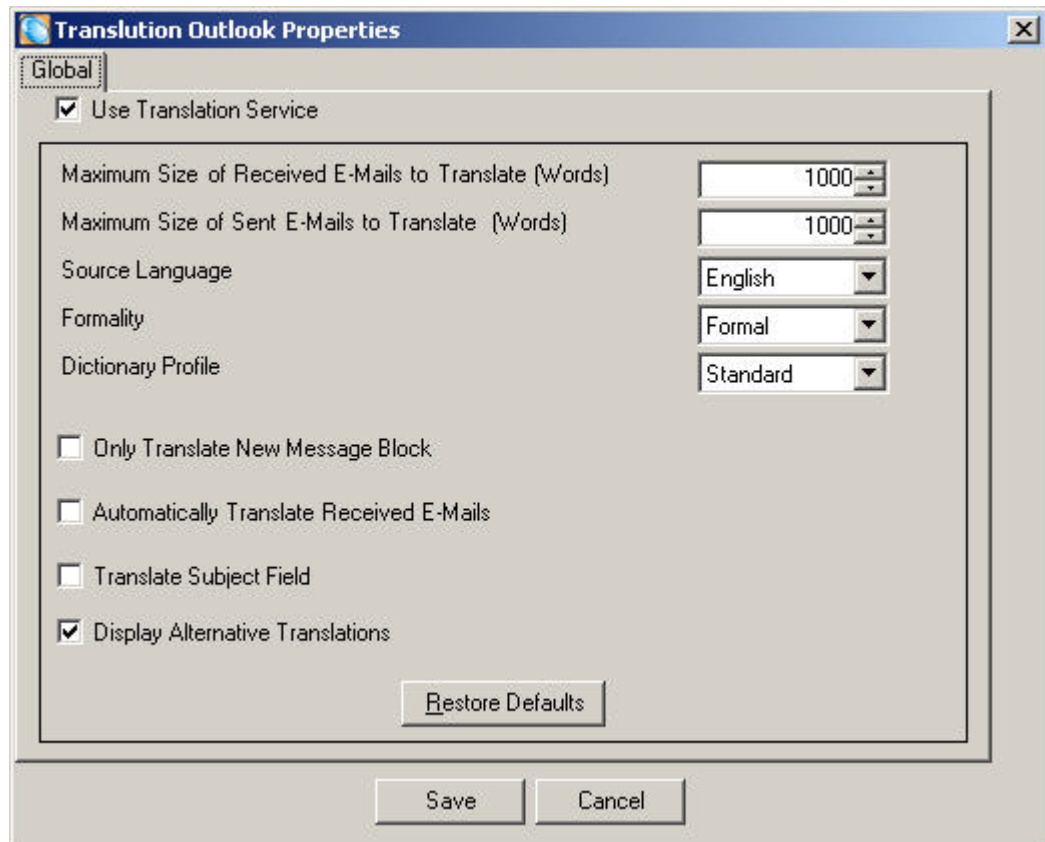 Translution Outlook Properties
Global
Use Translation Service
Maximum Size of Received E-Mails to Translate (Words) 1000
Maximum Size of Sent E-Mails to Translate (Words) 1000
Source Language English
Formality Formal
Dictionary Profile Standard
Only Translate New Message Block
Automatically Translate Received E-Mails
Translate Subject Field
Display Alternative Translations
Restore Defaults
Save Cancel